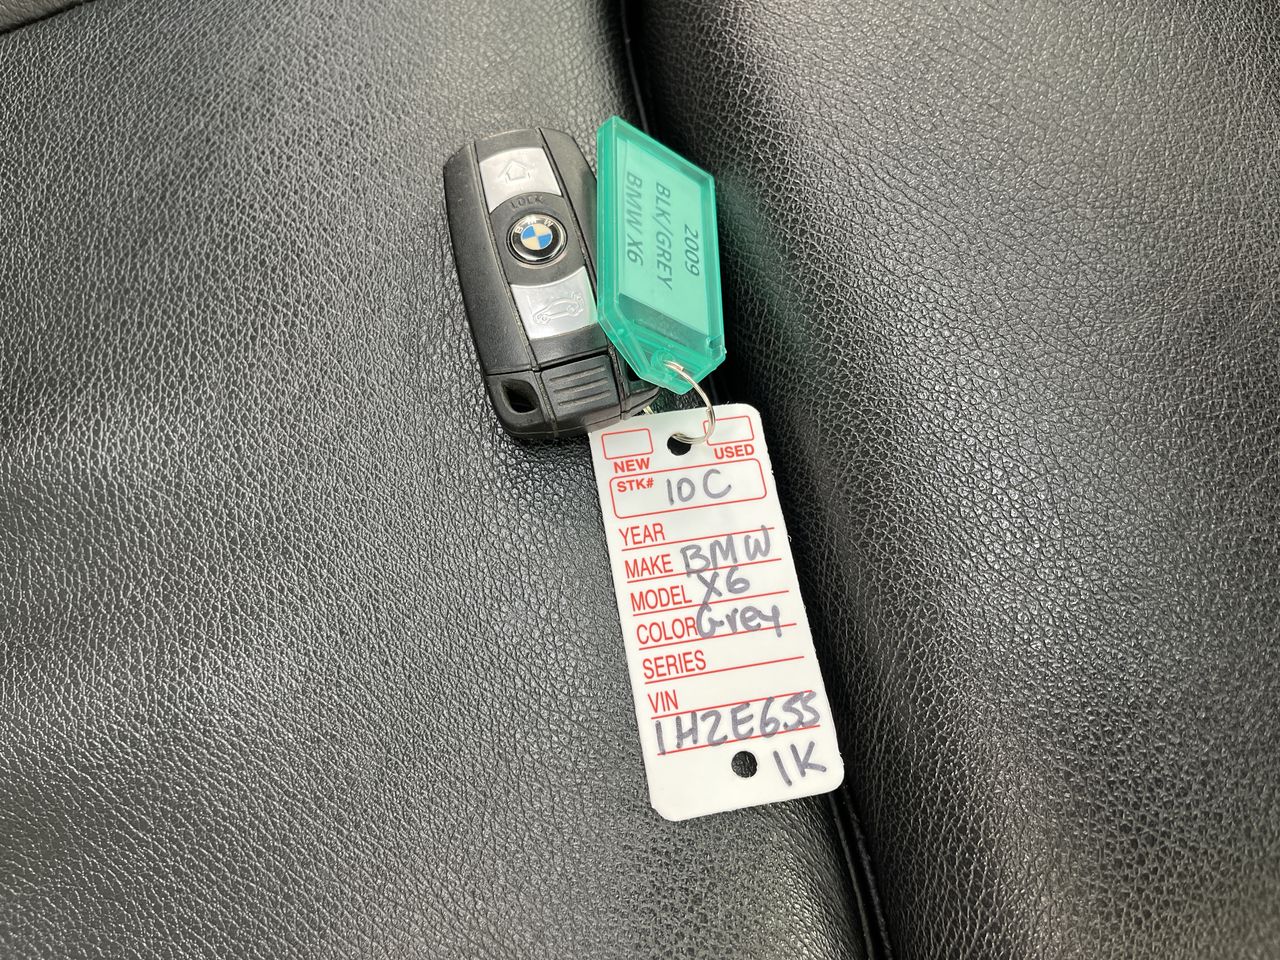 LOCK
BMW
2009
BLK/GREY
BMW X6
NEW USED
STK# 10C
YEAR
MAKE BMW
MODEL X6
COLOR Grey
SERIES
VIN
1HZE655
1K